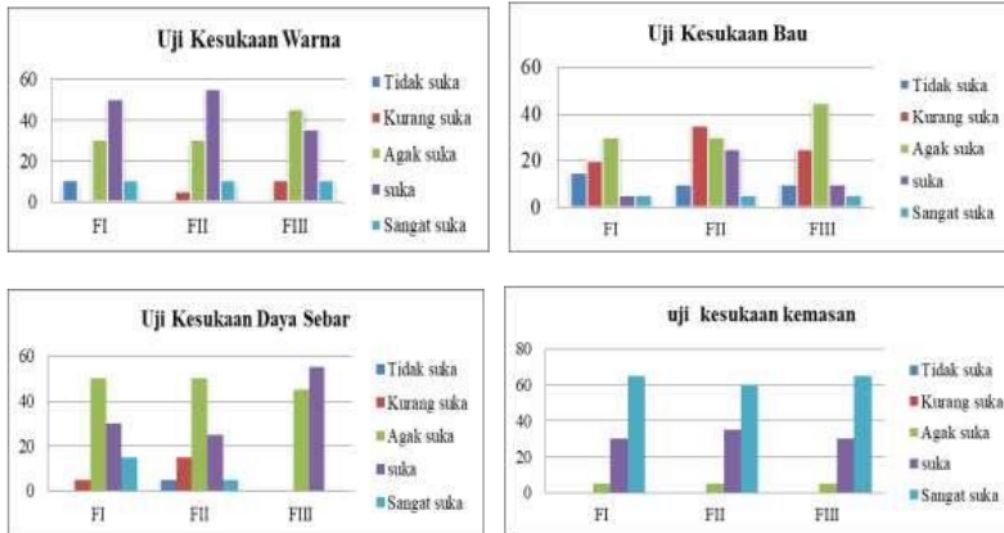 Uji Kesukaan Warna
60
40
20
0
FI
FII
FIII
Tidak suka
Kurang suka
Agak suka
suka
Sangat suka
Uji Kesukaan Bau
60
40
20
0
FI
FII
FIII
Tidak suka
Kurang suka
Agak suka
suka
Sangat suka
Uji Kesukaan Daya Sebar
60
40
20
0
FI
FII
FIII
Tidak suka
Kurang suka
Agak suka
suka
Sangat suka
uji kesukaan kemasan
80
60
40
20
0
FI
FII
FIII
Tidak suka
Kurang suka
Agak suka
suka
Sangat suka